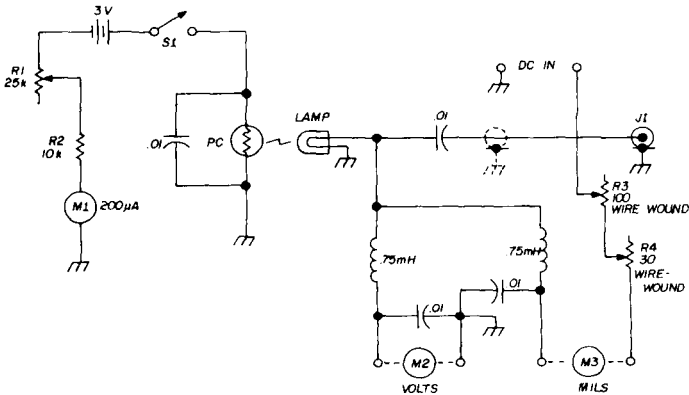 3V
S1
R1
25k
R2
10k
M1
200μA
.01
PC
LAMP
.01
DC IN
J1
R3
100
WIRE WOUND
R4
30
WIRE-
WOUND
.75mH
.75mH
.01
.01
M2
VOLTS
M3
MILS